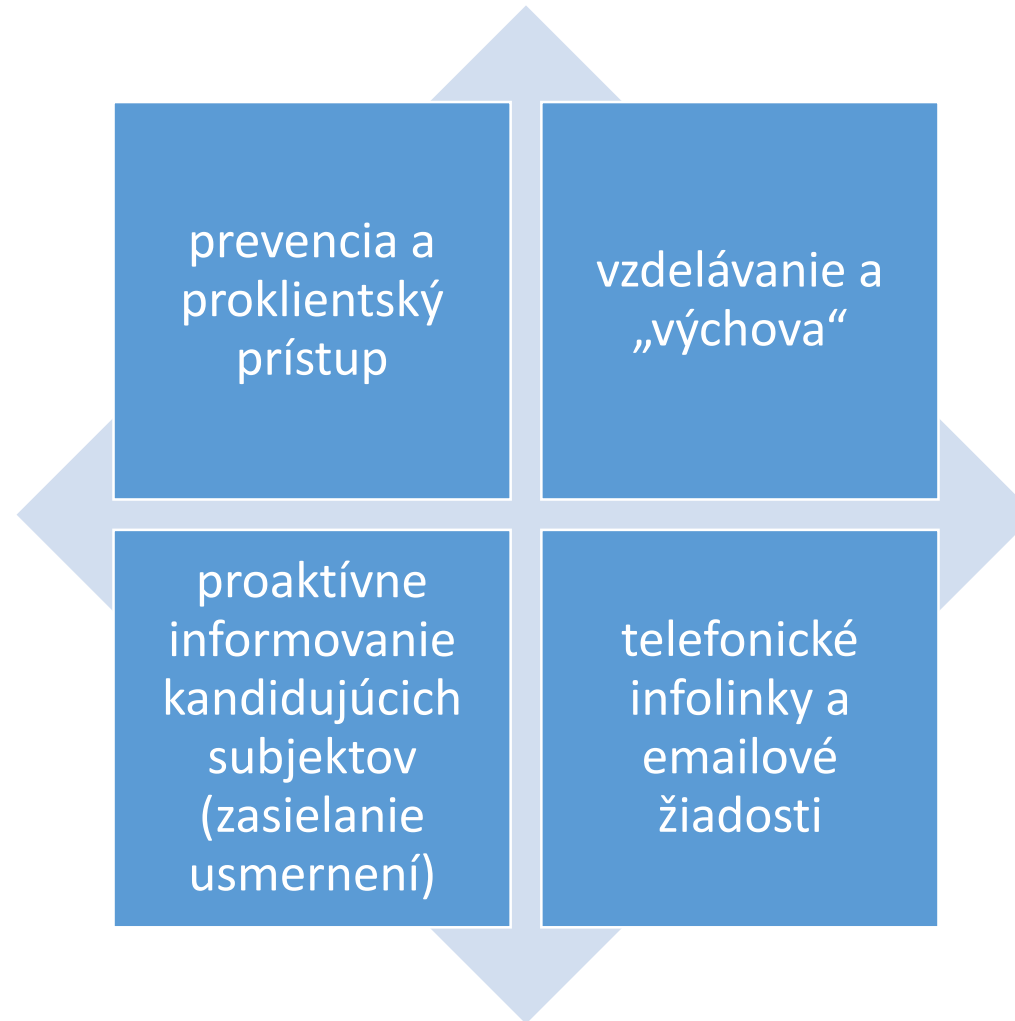 prevencia a
proklientský
prístup
vzdelávanie a
„výchova“
proaktívne
informovanie
kandidujúcich
subjektov
(zasielanie
usmernení)
telefonické
infolinky a
emailové
žiadosti